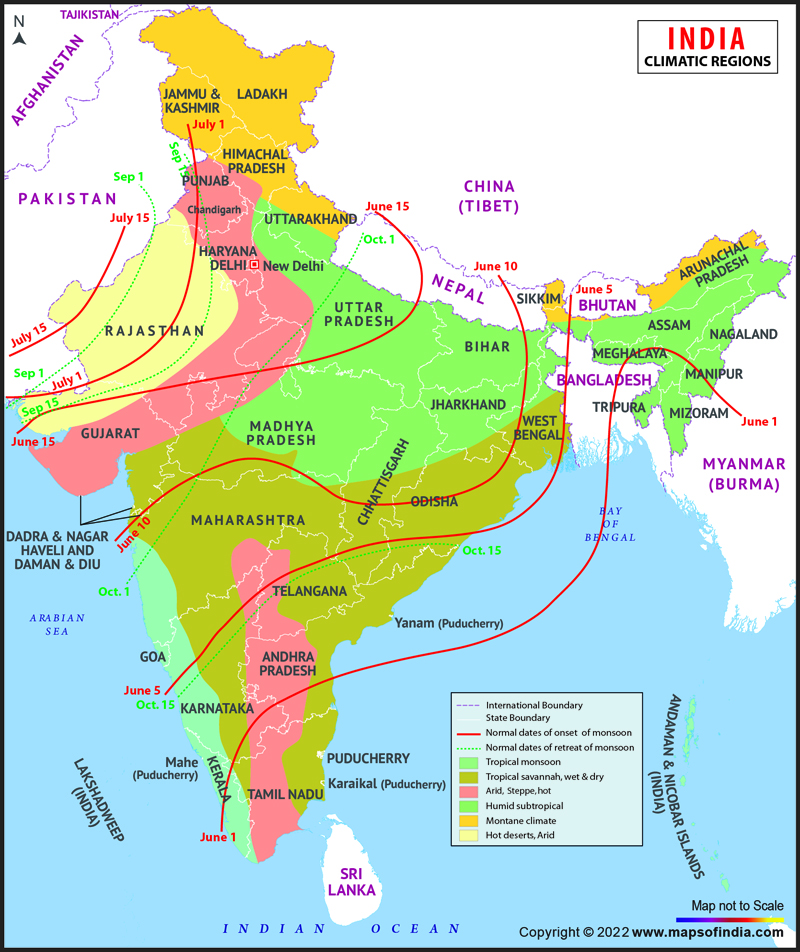 N
TAJIKISTAN
INDIA
CLIMATIC REGIONS
AFGHANISTAN
JAMMU &
KASHMIR
LADAKH
July 1
Sep 1
HIMACHAL
PRADESH
Sep 1
PUNJAB
CHINA
(TIBET)
PAKISTAN
Chandigarh
June 15
July 15
UTTARAKHAND
Oct. 1
ARUNACHAL
PRADESH
HARYANA
DELHI
New Delhi
June 10
NEPAL
SIKKIM
June 5
BHUTAN
UTTAR
PRADESH
ASSAM
RAJASTHAN
NAGALAND
July 15
BIHAR
MEGHALAYA
Sep 1
July 1
BANGLADESH
MANIPUR
Sep 15
JHARKHAND
TRIPURA
MIZORAM
June 1
June 15
GUJARAT
MADHYA
PRADESH
WEST
BENGAL
MYANMAR
(BURMA)
CHHATTISGARH
ODISHA
BAY
OF
BENGAL
MAHARASHTRA
DADRA & NAGAR
HAVELI AND
DAMAN & DIU
June 10
Oct. 15
Oct. 1
TELANGANA
ARABIAN
SEA
Yanam (Puducherry)
GOA
ANDHRA
PRADESH
June 5
Oct. 15
KARNATAKA
International Boundary
State Boundary
Normal dates of onset of monsoon
Normal dates of retreat of monsoon
Tropical monsoon
Tropical savannah, wet & dry
Arid, Steppe, hot
Humid subtropical
Montane climate
Hot deserts, Arid
Mahe
(Puducherry)
KERALA
PUDUCHERRY
Karaikal (Puducherry)
TAMIL NADU
LAKSHADWEEP
(INDIA)
ANDAMAN & NICOBAR ISLANDS
(INDIA)
June 1
SRI
LANKA
INDIAN OCEAN
Map not to Scale
Copyright © 2022 www.mapsofindia.com